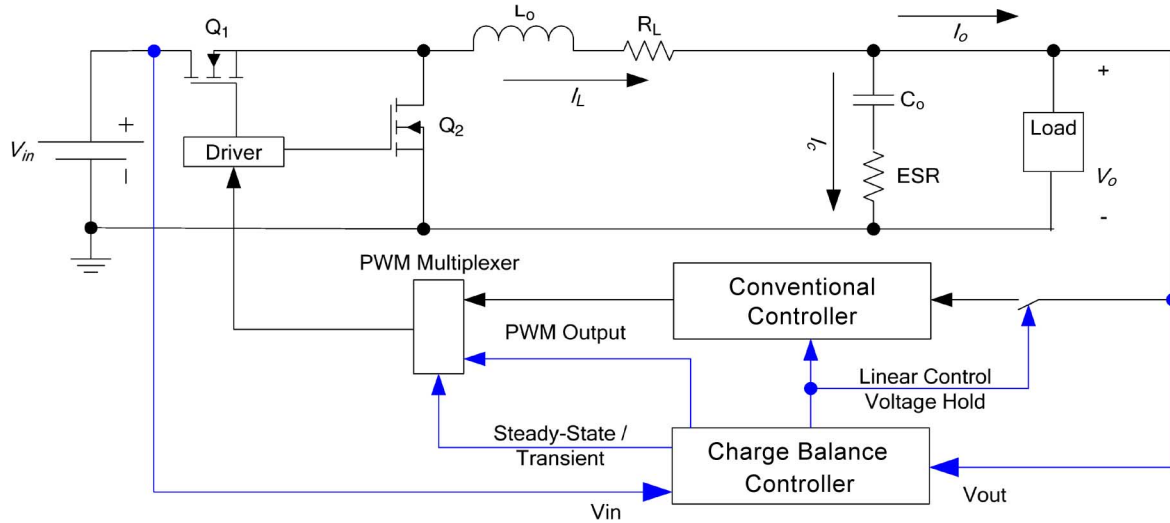 Lo
Q1
RL
Io
IL
Co
Ic
Q2
Vin
+
–
Driver
ESR
Load
+
Vo
-
PWM Multiplexer
Conventional
Controller
PWM Output
Linear Control
Voltage Hold
Steady-State /
Transient
Charge Balance
Controller
Vin
Vout